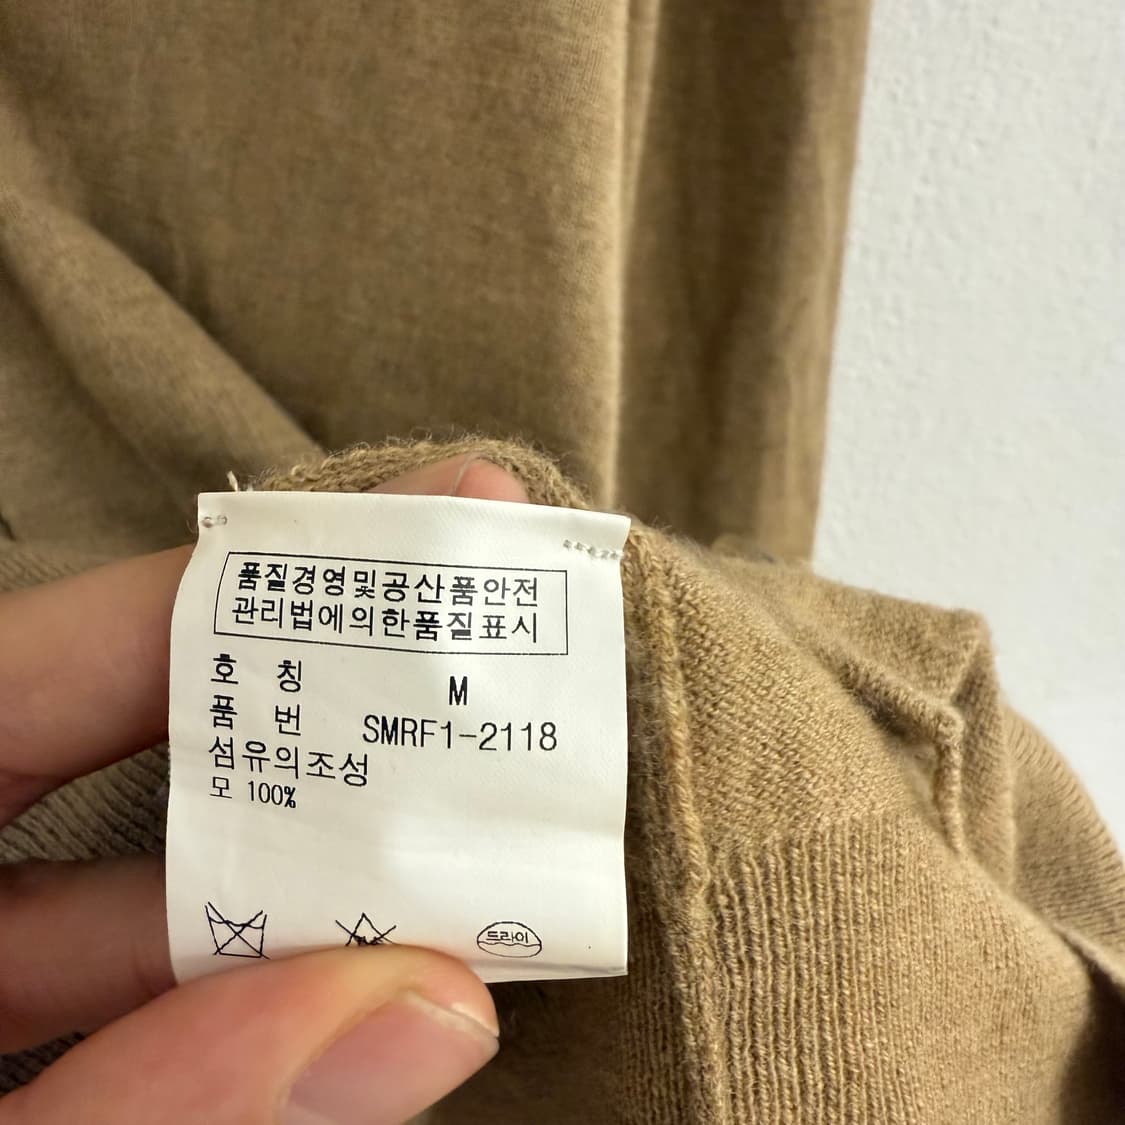 품질경영및공산품안전
관리법에의한품질표시
호 칭 M
품 번 SMRF1-2118
섬유의조성
모 100%
드라이